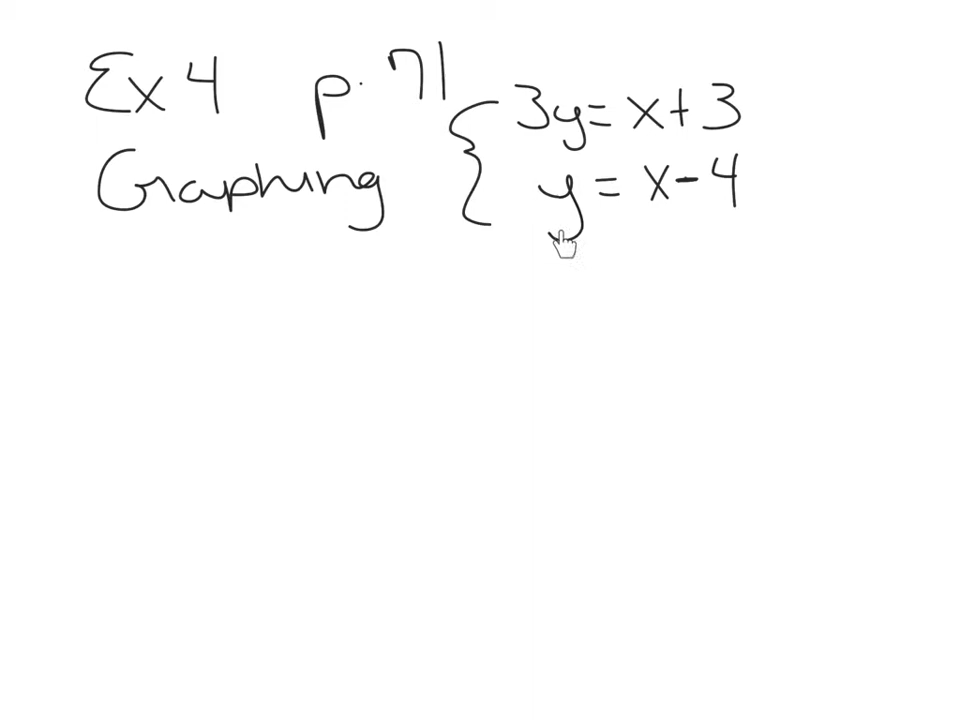 Ex 4 p. 71
3y = x + 3
Graphing
y = x - 4